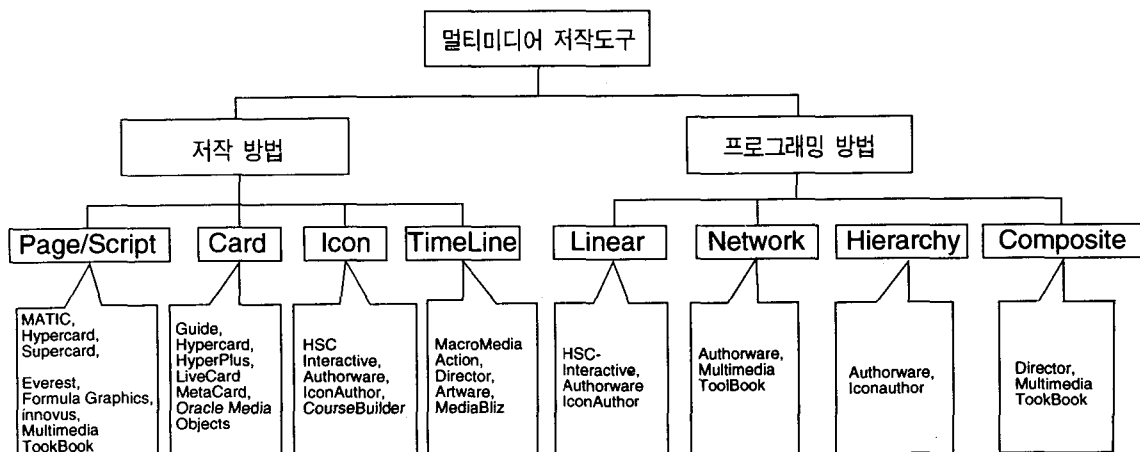 멀티미디어 저작도구
저작 방법
프로그래밍 방법
Page/Script
Card
Icon
TimeLine
Linear
Network
Hierarchy
Composite
MATIC,
Hypercard,
Supercard,
Everest,
Formula Graphics,
innovus,
Multimedia
TookBook
Guide,
Hypercard,
HyperPlus,
LiveCard
MetaCard,
Oracle Media
Objects
HSC
Interactive,
Authorware,
IconAuthor,
CourseBuilder
MacroMedia
Action,
Director,
Artware,
MediaBliz
HSC-
Interactive,
Authorware
IconAuthor
Authorware,
Multimedia
ToolBook
Authorware,
Iconauthor
Director,
Multimedia
TookBook